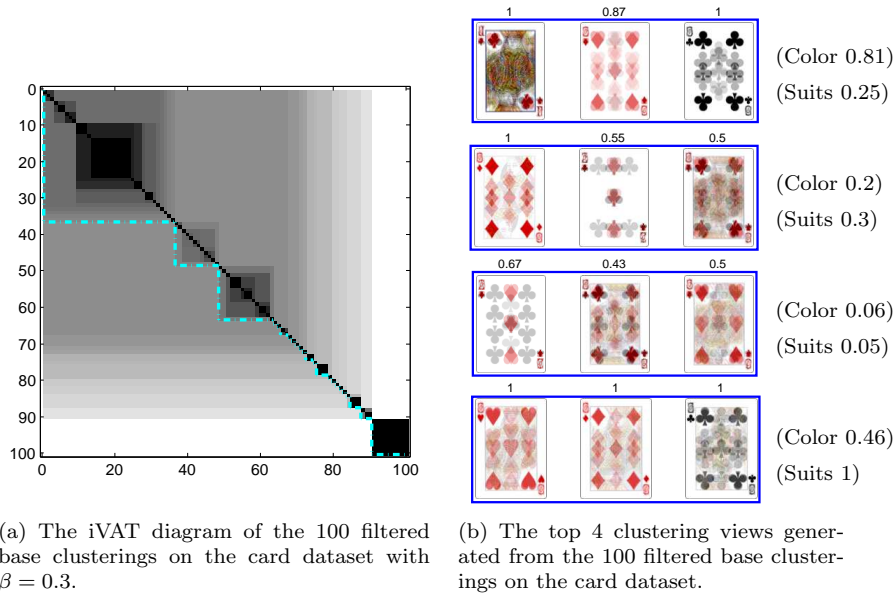 0
10
20
30
40
50
60
70
80
90
100
0 20 40 60 80 100
(a) The iVAT diagram of the 100 filtered
base clusterings on the card dataset with
β = 0.3.
1 0.87 1
(Color 0.81)
(Suits 0.25)
1 0.55 0.5
(Color 0.2)
(Suits 0.3)
0.67 0.43 0.5
(Color 0.06)
(Suits 0.05)
1 1 1
(Color 0.46)
(Suits 1)
(b) The top 4 clustering views gener-
ated from the 100 filtered base cluster-
ings on the card dataset.